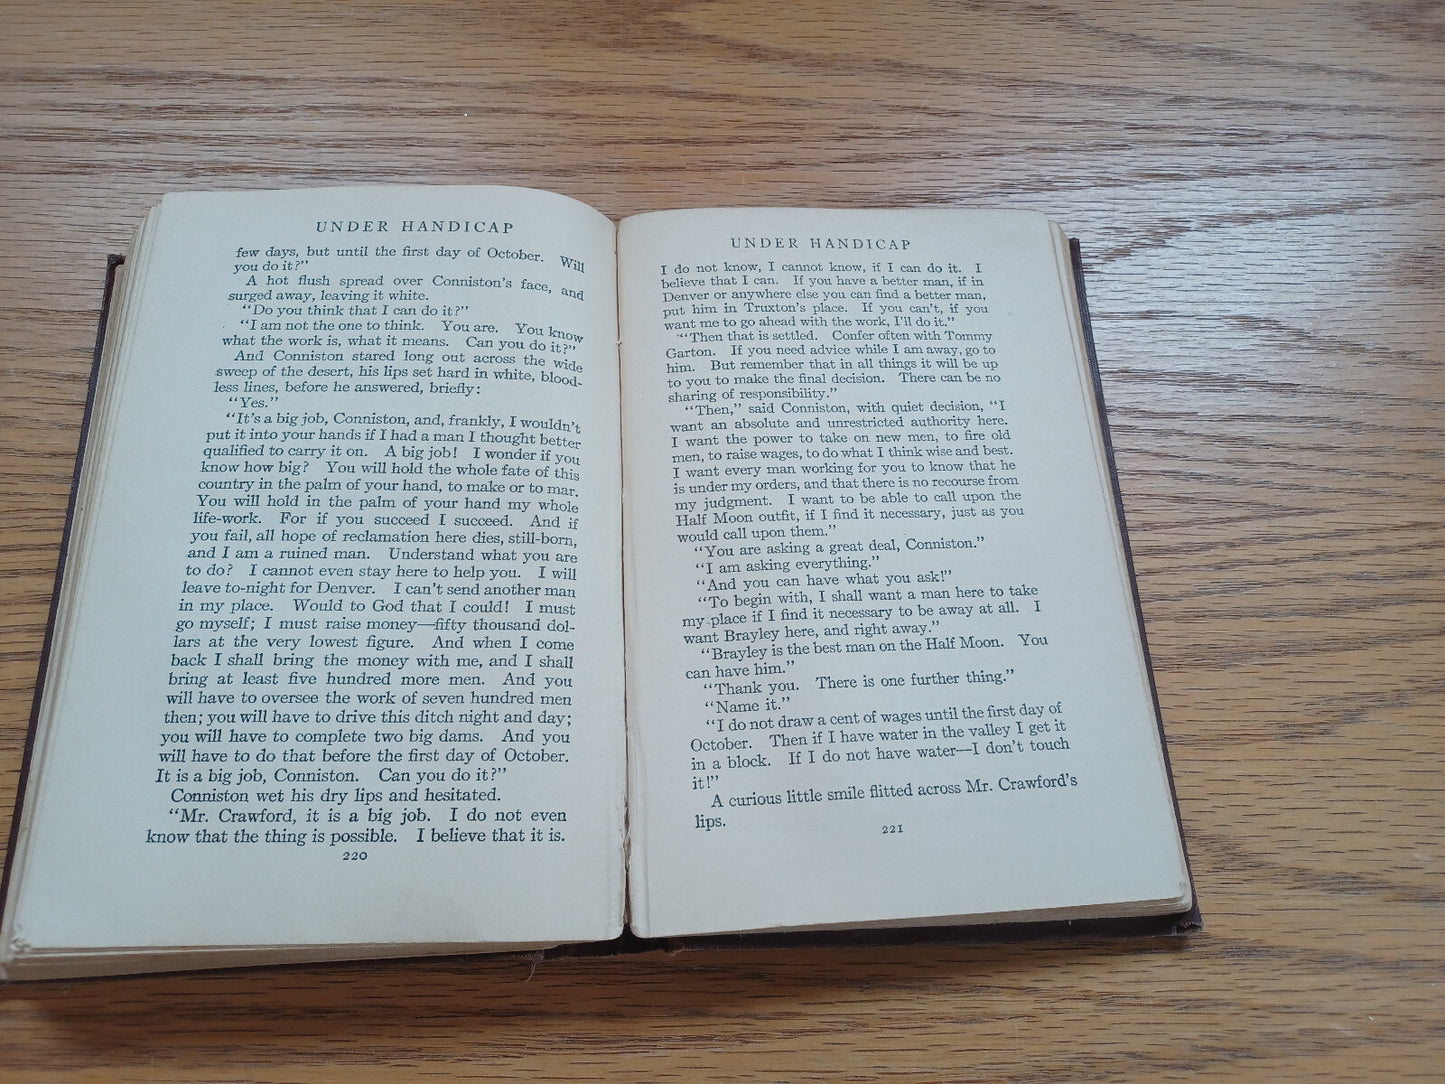 UNDER HANDICAP
few days, but until the first day of October. Will
you do it?"
A hot flush spread over Conniston's face, and
surged away, leaving it white.
"Do you think that I can do it?"
"I am not the one to think. You are. You know
what the work is, what it means. Can you do it?"
And Conniston stared long out across the wide
sweep of the desert, his lips set hard in white, blood-
less lines, before he answered, briefly:
"Yes."
"It's a big job, Conniston, and, frankly, I wouldn't
put it into your hands if I had a man I thought better
qualified to carry it on. A big job! I wonder if you
know how big? You will hold the whole fate of this
country in the palm of your hand, to make or to mar.
You will hold in the palm of your hand my whole
life-work. For if you succeed I succeed. And if
you fail, all hope of reclamation here dies, still-born,
and I am a ruined man. Understand what you are
to do? I cannot even stay here to help you. I will
leave to-night for Denver. I can't send another man
in my place. Would to God that I could! I must
go myself; I must raise money—fifty thousand dol-
lars at the very lowest figure. And when I come
back I shall bring the money with me, and I shall
bring at least five hundred more men. And you
will have to oversee the work of seven hundred men
then; you will have to drive this ditch night and day;
you will have to complete two big dams. And you
will have to do that before the first day of October.
It is a big job, Conniston. Can you do it?"
Conniston wet his dry lips and hesitated.
"Mr. Crawford, it is a big job. I do not even
know that the thing is possible. I believe that it is.
220
UNDER HANDICAP
I do not know, I cannot know, if I can do it. I
believe that I can. If you have a better man, if in
Denver or anywhere else you can find a better man,
put him in Truxton's place. If you can't, if you
want me to go ahead with the work, I'll do it."
"Then that is settled. Confer often with Tommy
Garton. If you need advice while I am away, go to
him. But remember that in all things it will be up
to you to make the final decision. There can be no
sharing of responsibility."
"Then," said Conniston, with quiet decision, "I
want an absolute and unrestricted authority here.
I want the power to take on new men, to fire old
men, to raise wages, to do what I think wise and best.
I want every man working for you to know that he
is under my orders, and that there is no recourse from
my judgment. I want to be able to call upon the
Half Moon outfit, if I find it necessary, just as you
would call upon them."
"You are asking a great deal, Conniston."
"I am asking everything."
"And you can have what you ask!"
"To begin with, I shall want a man here to take
my place if I find it necessary to be away at all. I
want Brayley here, and right away."
"Brayley is the best man on the Half Moon. You
can have him."
"Thank you. There is one further thing."
"Name it."
"I do not draw a cent of wages until the first day of
October. Then if I have water in the valley I get it
in a block. If I do not have water—I don't touch
it!"
A curious little smile flitted across Mr. Crawford's
lips.
221